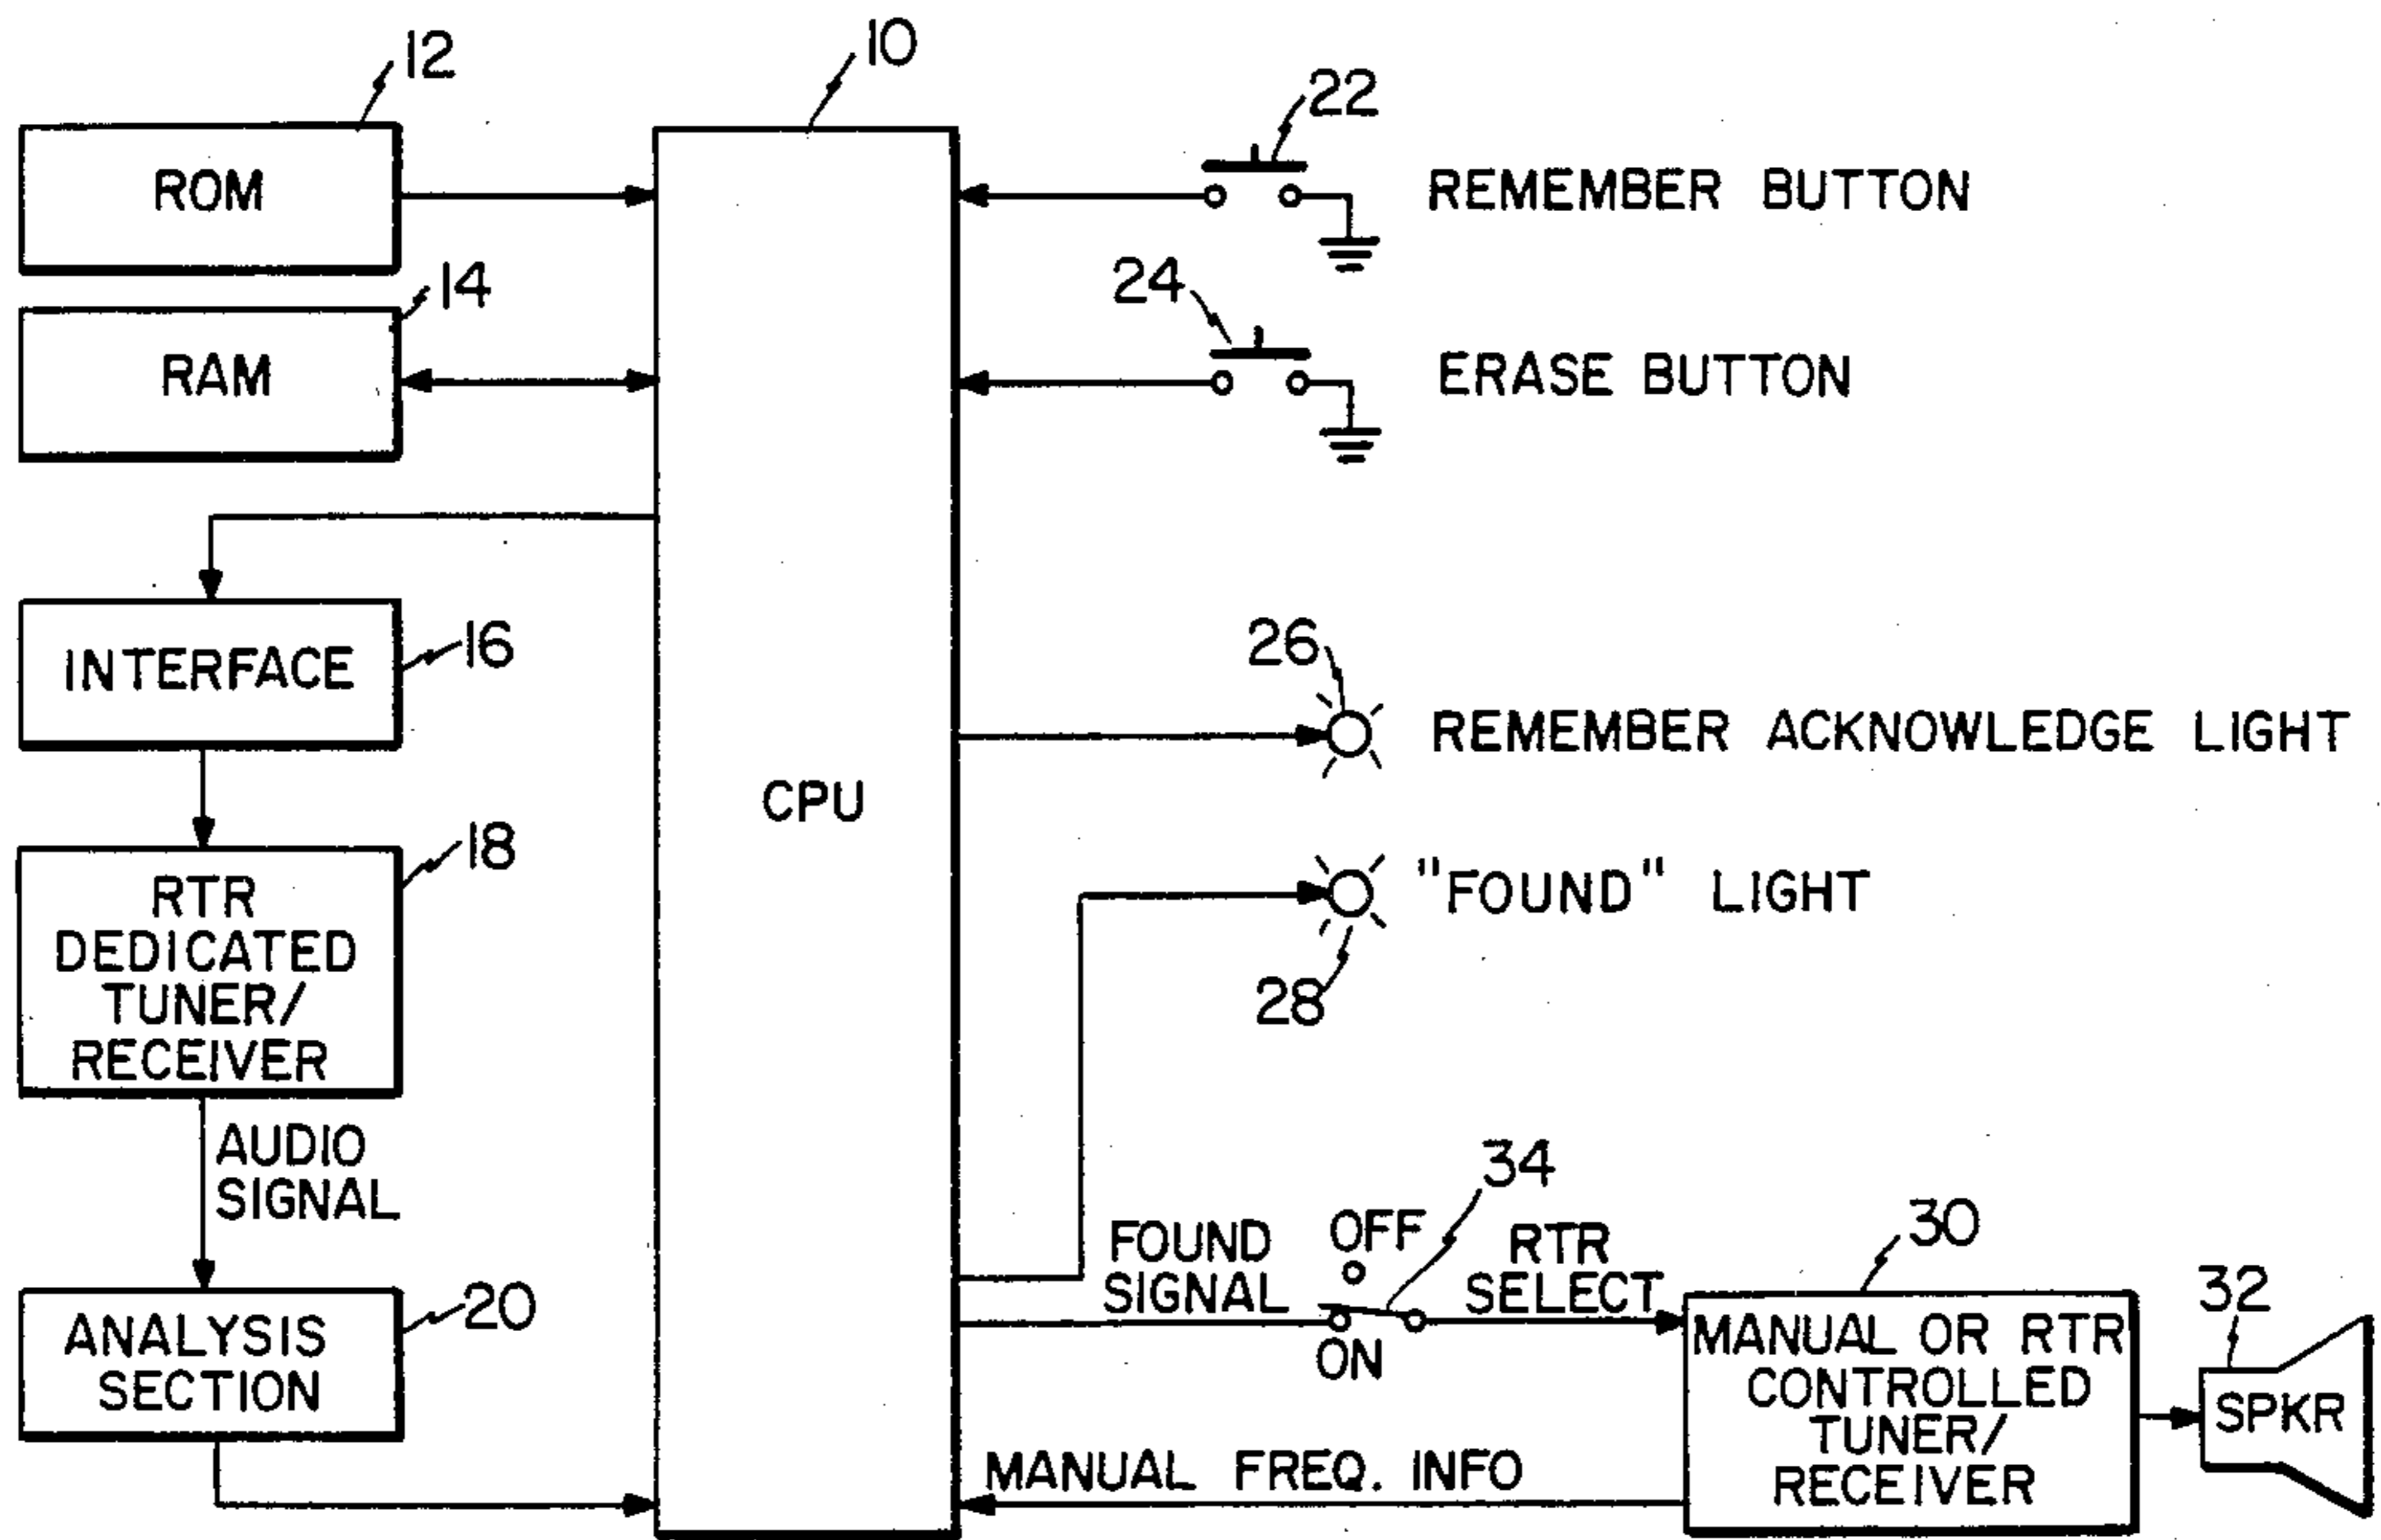 12
10
22
ROM
REMEMBER BUTTON
14
24
RAM
ERASE BUTTON
16
INTERFACE
26
REMEMBER ACKNOWLEDGE LIGHT
CPU
18
RTR
DEDICATED
TUNER/
RECEIVER
"FOUND" LIGHT
28
AUDIO
SIGNAL
34
FOUND
SIGNAL
OFF
ON
RTR
SELECT
30
32
20
ANALYSIS
SECTION
MANUAL OR RTR
CONTROLLED
TUNER/
RECEIVER
SPKR
MANUAL FREQ. INFO